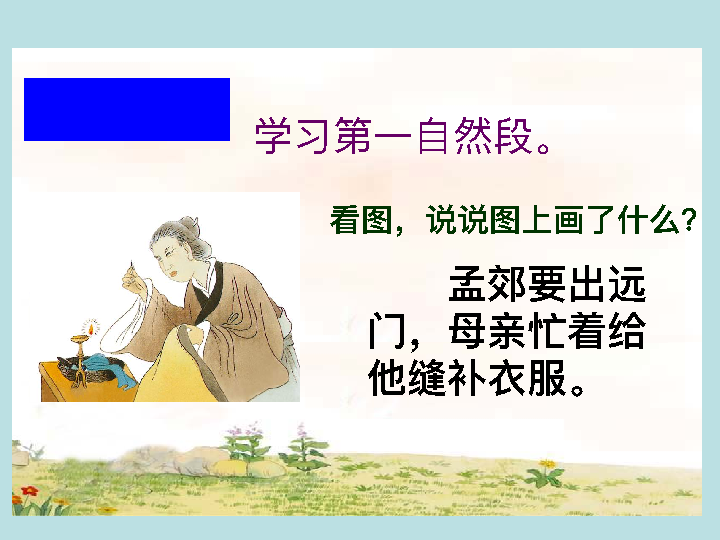 学习第一自然段。
看图，说说图上画了什么？
孟郊要出远
门，母亲忙着给
他缝补衣服。